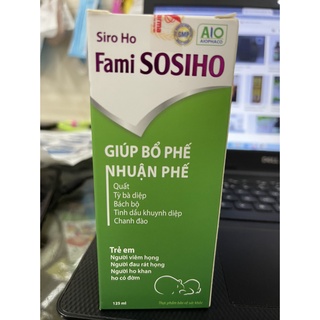 Siro Ho
GMP
AIO
AIOPHACO
Fami SOSIHO
GIÚP BỔ PHẾ
NHUẬN PHẾ
Quất
Tỳ bà diệp
Bách bộ
Tinh dầu khuynh diệp
Chanh đào
Trẻ em
Người viêm họng
Người đau rát họng
Người ho khan
ho có đờm
125 ml